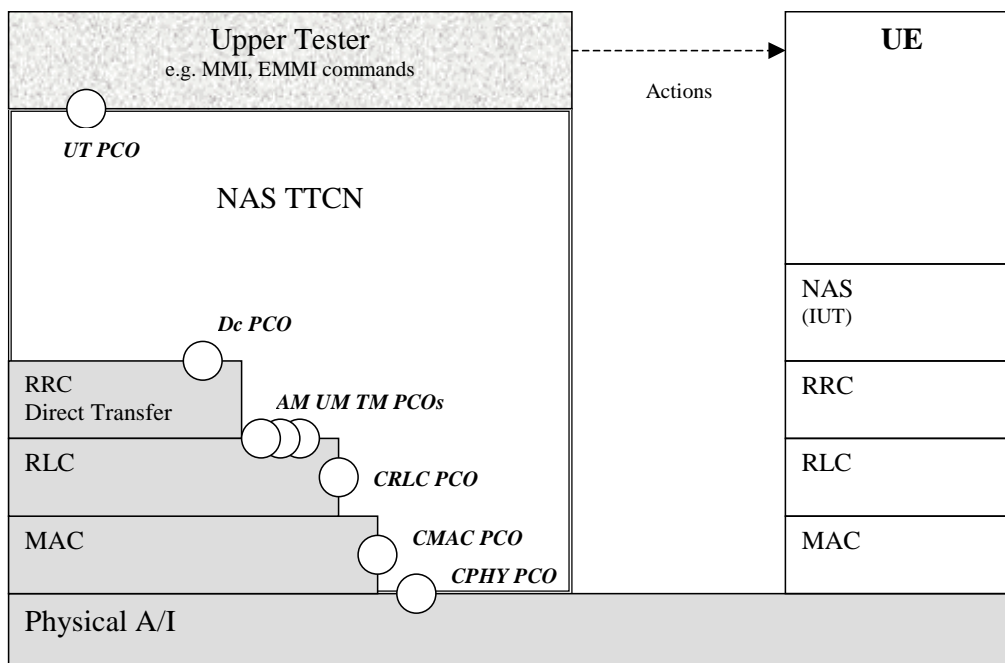 Upper Tester
e.g. MMI, EMMI commands
UT PCO
NAS TTCN
Dc PCO
RRC
Direct Transfer
AM UM TM PCOs
RLC
CRLC PCO
MAC
CMAC PCO
CPHY PCO
Physical A/I
Actions
UE
NAS
(IUT)
RRC
RLC
MAC